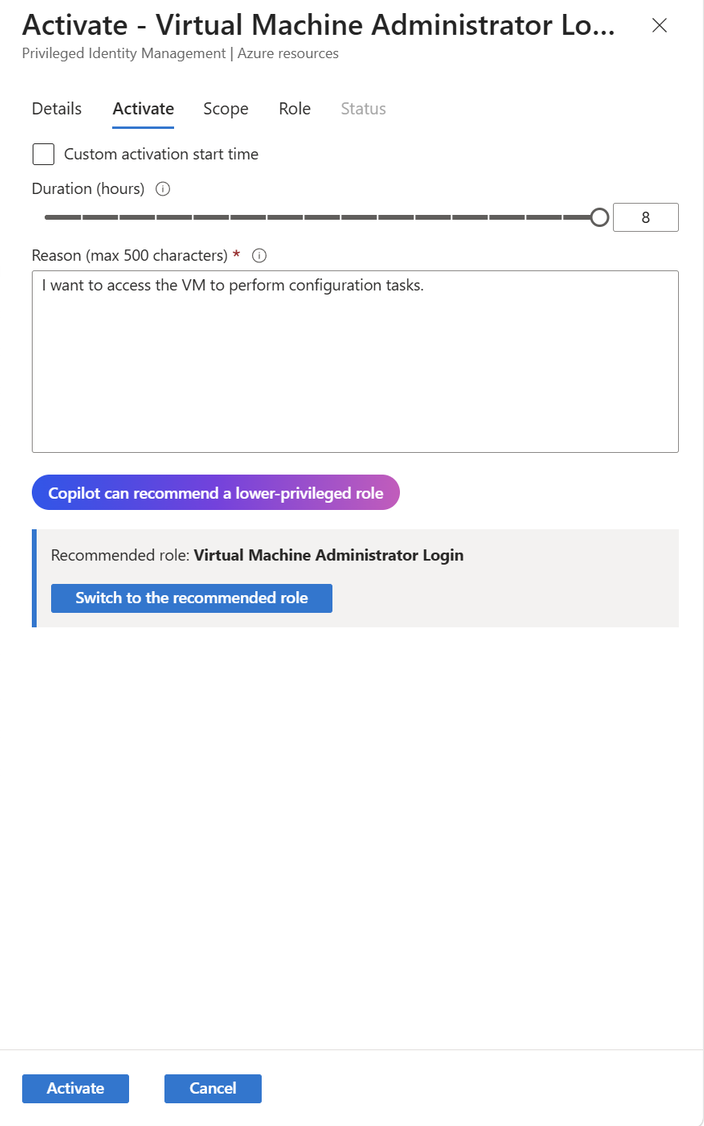 Activate - Virtual Machine Administrator Lo...
Privileged Identity Management | Azure resources
Details Activate Scope Role Status
Custom activation start time
Duration (hours)
8
Reason (max 500 characters) *
I want to access the VM to perform configuration tasks.
Copilot can recommend a lower-privileged role
Recommended role: Virtual Machine Administrator Login
Switch to the recommended role
Activate Cancel